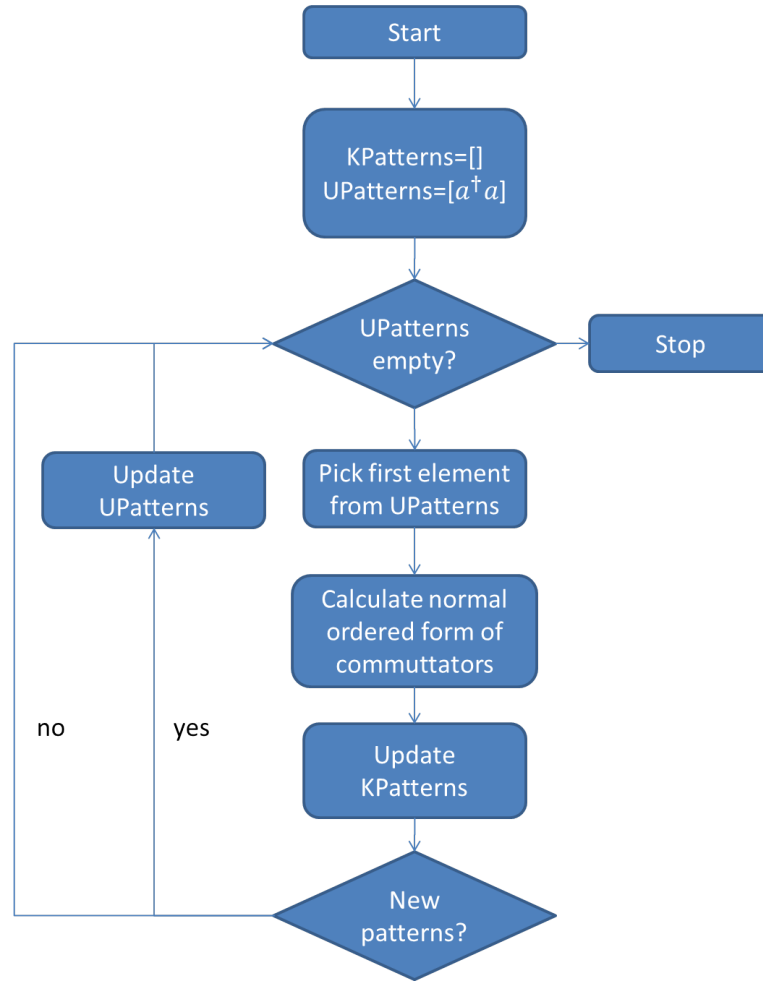 Start
KPatterns=[]
UPatterns=[a†a]
UPatterns
empty?
Stop
Update
UPatterns
Pick first element
from UPatterns
Calculate normal
ordered form of
commuttators
no
yes
Update
KPatterns
New
patterns?